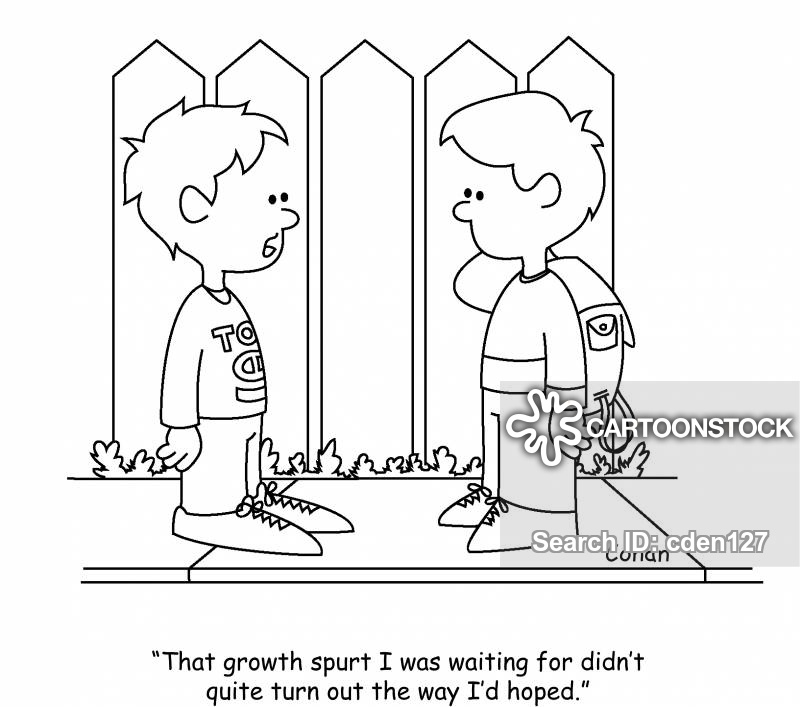 TO
CARTOONSTOCK
Search ID: cden127
Conan
“That growth spurt I was waiting for didn’t
quite turn out the way I’d hoped.”